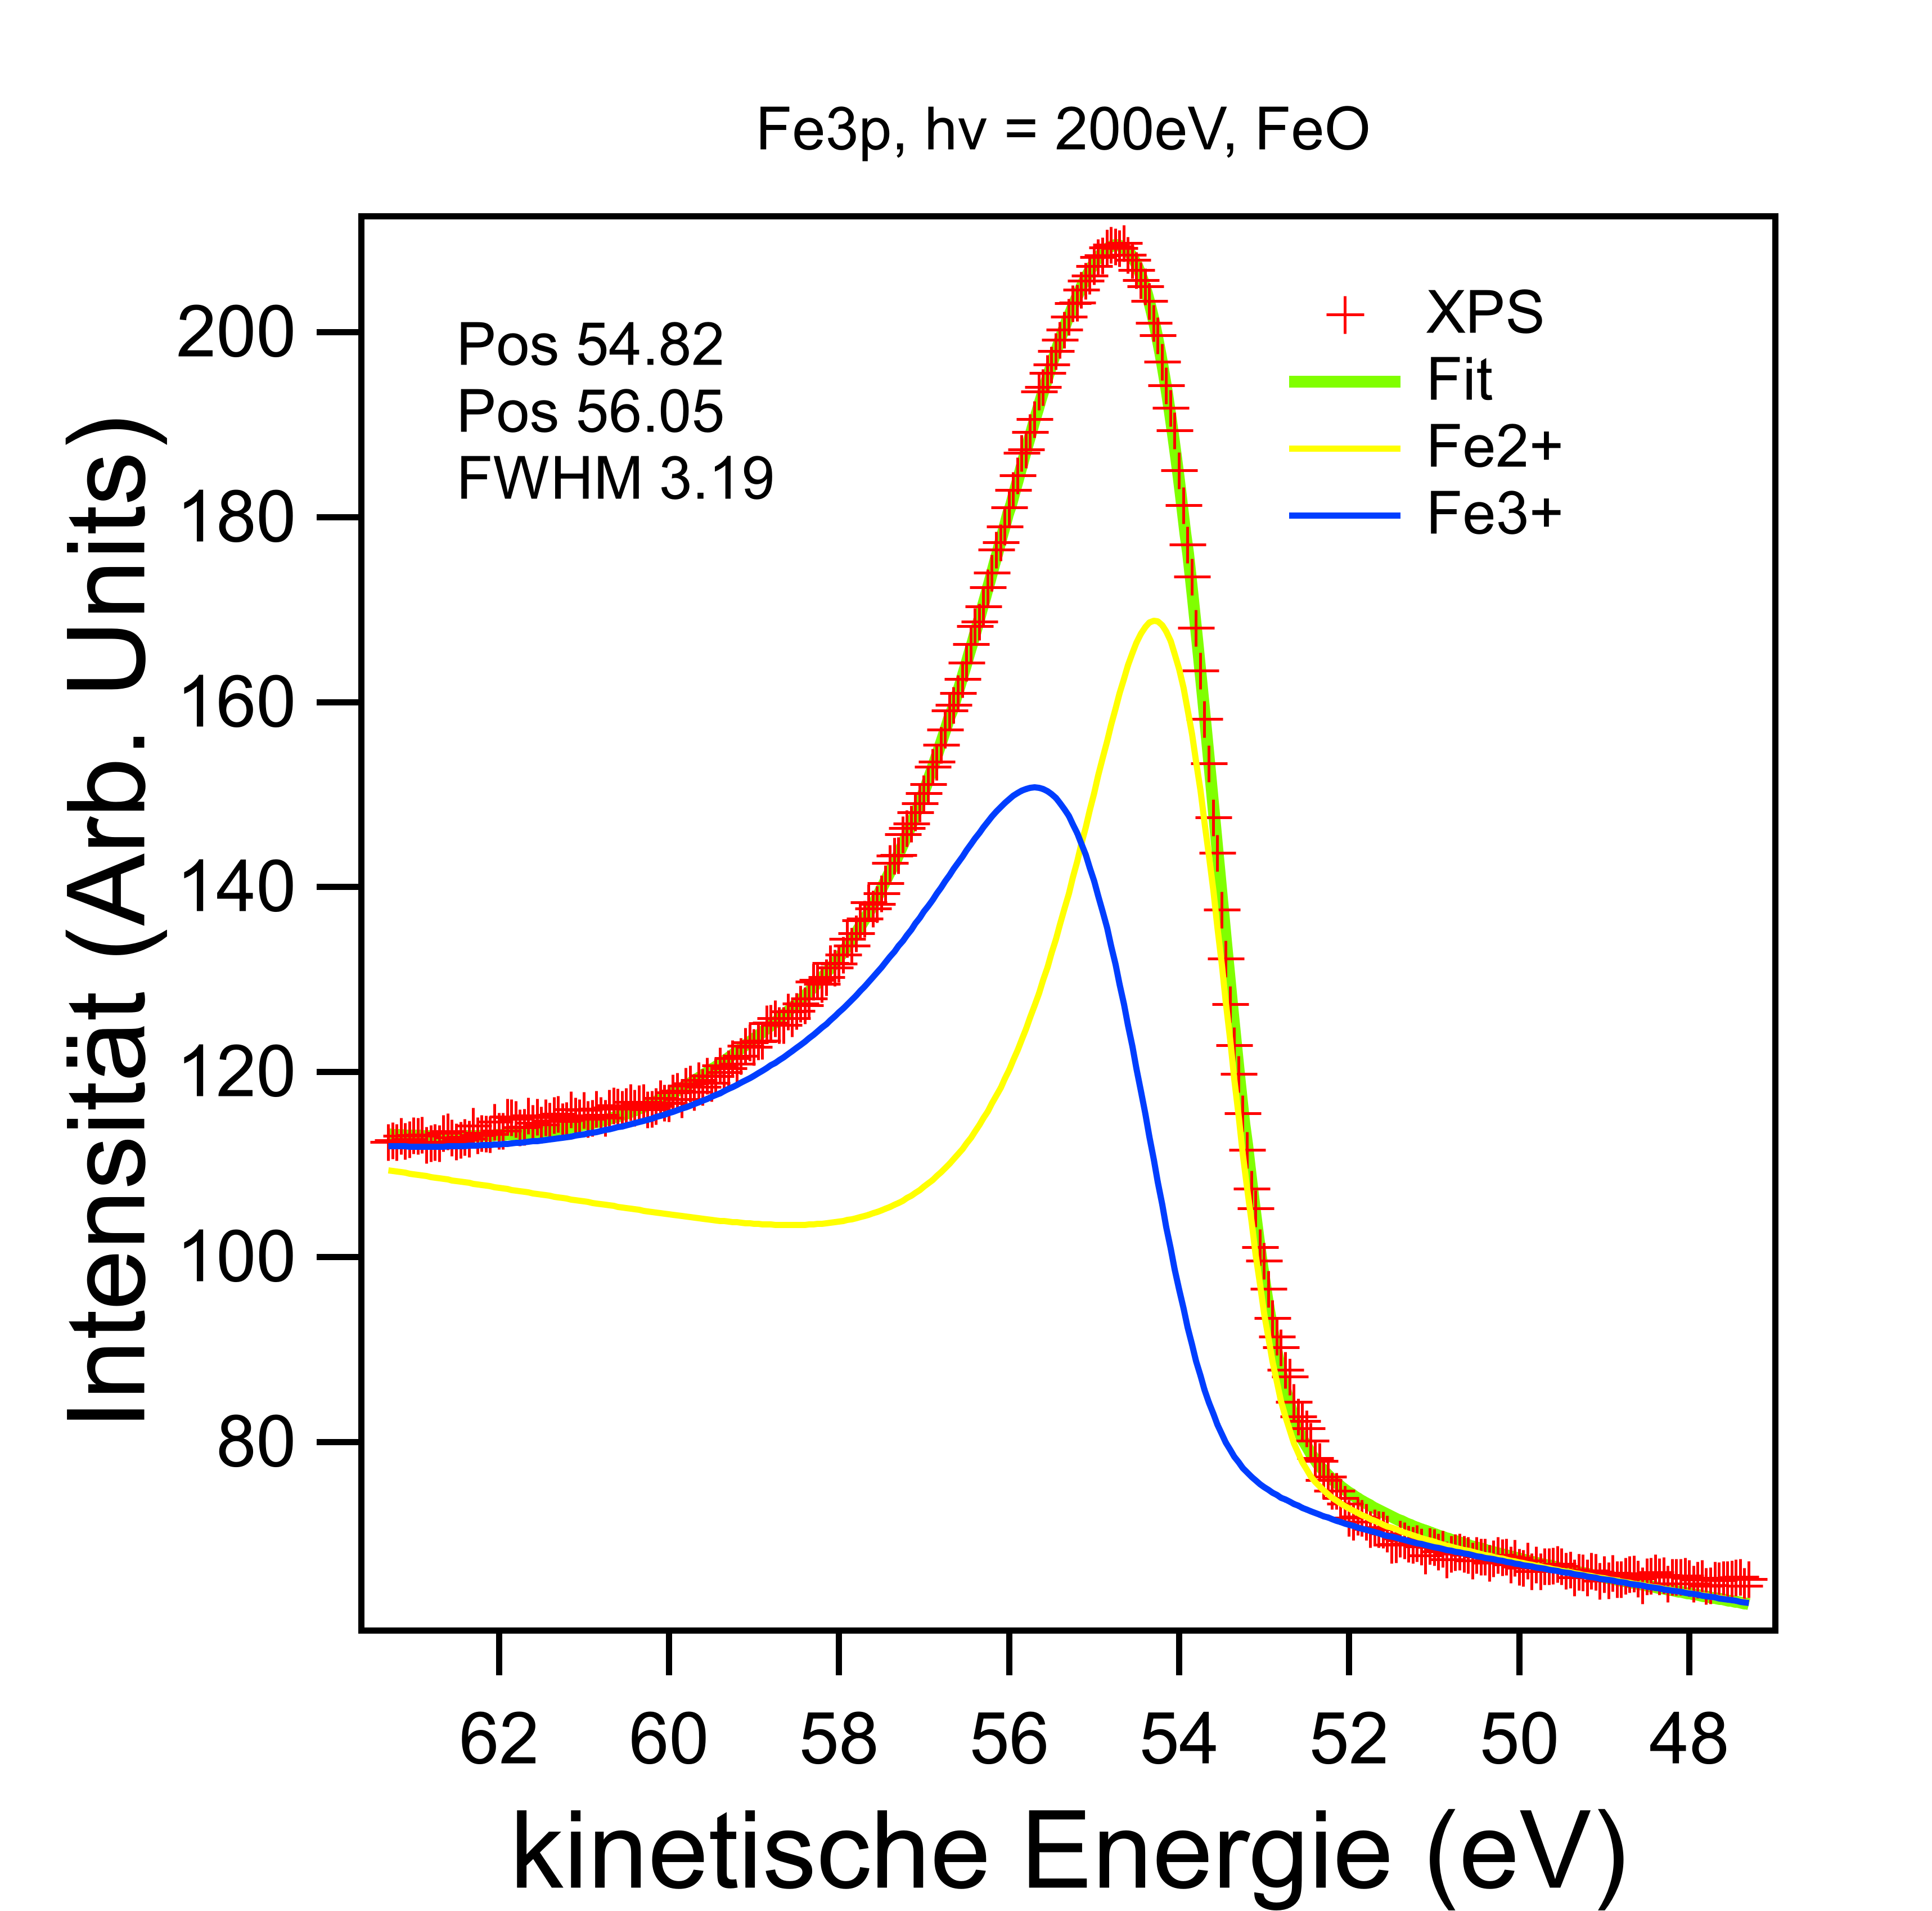 Fe3p, hv = 200eV, FeO
Pos 54.82
Pos 56.05
FWHM 3.19
XPS
Fit
Fe2+
Fe3+
Intensität (Arb. Units)
200
180
160
140
120
100
80
62 60 58 56 54 52 50 48
kinetische Energie (eV)